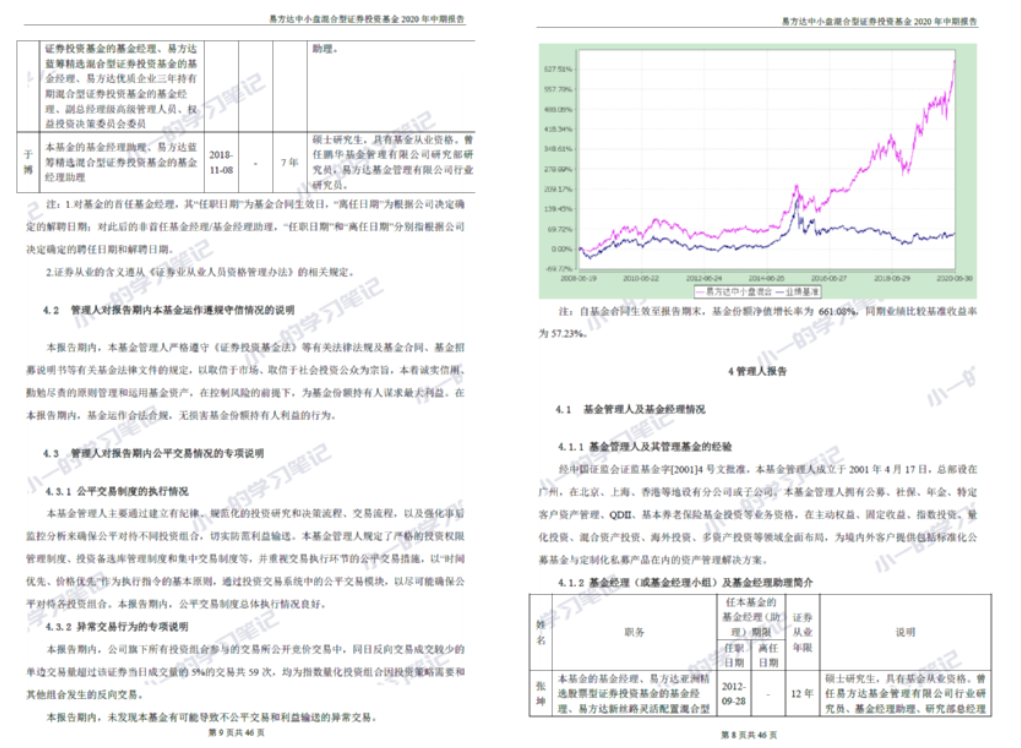 易方达中小盘混合型证券投资基金 2020 年中期报告
证券投资基金的基金经理、易方达
蓝筹精选混合型证券投资基金的基
金经理、易方达优质企业三年持有
期混合型证券投资基金的基金经
理、副总经理级高级管理人员、权
益投资决策委员会委员
助理。
于博
本基金的基金经理助理、易方达蓝
筹精选混合型证券投资基金的基金
经理助理
2018-
11-08
-
7 年
硕士研究生，具有基金从业资格。曾
任鹏华基金管理有限公司研究部研
究员，易方达基金管理有限公司行业
研究员。
注：1.对基金的首任基金经理，其“任职日期”为基金合同生效日，“离任日期”为根据公司决定确
定的解聘日期；对此后的非首任基金经理/基金经理助理，“任职日期”和“离任日期”分别指根据公司
决定确定的聘任日期和解聘日期。
2.证券从业的含义遵从《证券业从业人员资格管理办法》的相关规定。
4.2 管理人对报告期内本基金运作遵规守信情况的说明
本报告期内，本基金管理人严格遵守《证券投资基金法》等有关法律法规及基金合同、基金招
募说明书等有关基金法律文件的规定，以取信于市场、取信于社会投资公众为宗旨，本着诚实信用、
勤勉尽责的原则管理和运用基金资产，在控制风险的前提下，为基金份额持有人谋求最大利益。在
本报告期内，基金运作合法合规，无损害基金份额持有人利益的行为。
4.3 管理人对报告期内公平交易情况的专项说明
4.3.1 公平交易制度的执行情况
本基金管理人主要通过建立有纪律、规范化的投资研究和决策流程、交易流程，以及强化事后
监控分析来确保公平对待不同投资组合，切实防范利益输送。本基金管理人规定了严格的投资权限
管理制度、投资备选库管理制度和集中交易制度等，并重视交易执行环节的公平交易措施，以“时间
优先、价格优先”作为执行指令的基本原则，通过投资交易系统中的公平交易模块，以尽可能确保公
平对待各投资组合。本报告期内，公平交易制度总体执行情况良好。
4.3.2 异常交易行为的专项说明
本报告期内，公司旗下所有投资组合参与的交易所公开竞价交易中，同日反向交易成交较少的
单边交易量超过该证券当日成交量的 5%的交易共 59 次，均为指数量化投资组合因投资策略需要和
其他组合发生的反向交易。
本报告期内，未发现本基金有可能导致不公平交易和利益输送的异常交易。
第 9 页共 46 页
易方达中小盘混合型证券投资基金 2020 年中期报告
627.51%
557.79%
488.06%
418.34%
348.61%
278.89%
209.17%
139.45%
69.72%
0.00%
-69.72%
2008-06-19 2010-06-22 2012-06-24 2014-06-25 2016-06-27 2018-06-29 2020-06-30
易方达中小盘混合 业绩基准
注：自基金合同生效至报告期末，基金份额净值增长率为 661.08%，同期业绩比较基准收益率
为 57.23%。
4 管理人报告
4.1 基金管理人及基金经理情况
4.1.1 基金管理人及其管理基金的经验
经中国证监会证监基金字[2001]4 号文批准，本基金管理人成立于 2001 年 4 月 17 日，总部设在
广州，在北京、上海、香港等地设有分公司或子公司。本基金管理人拥有公募、社保、年金、特定
客户资产管理、QDII、基本养老保险基金投资等业务资格，在主动权益、固定收益、指数投资、量
化投资、混合资产投资、海外投资、多资产投资等领域全面布局，为境内外客户提供包括标准化公
募基金与定制化私募产品在内的资产管理解决方案。
4.1.2 基金经理（或基金经理小组）及基金经理助理简介
姓名
职务
任本基金的
基金经理（助
理）期限
任职日期
离任日期
证券从业年限
说明
张坤
本基金的基金经理、易方达亚洲精
选股票型证券投资基金的基金经
理、易方达新丝路灵活配置混合型
2012-
09-28
-
12 年
硕士研究生，具有基金从业资格。曾
任易方达基金管理有限公司行业研
究员、基金经理助理、研究部总经理
第 8 页共 46 页
小一的学习笔记